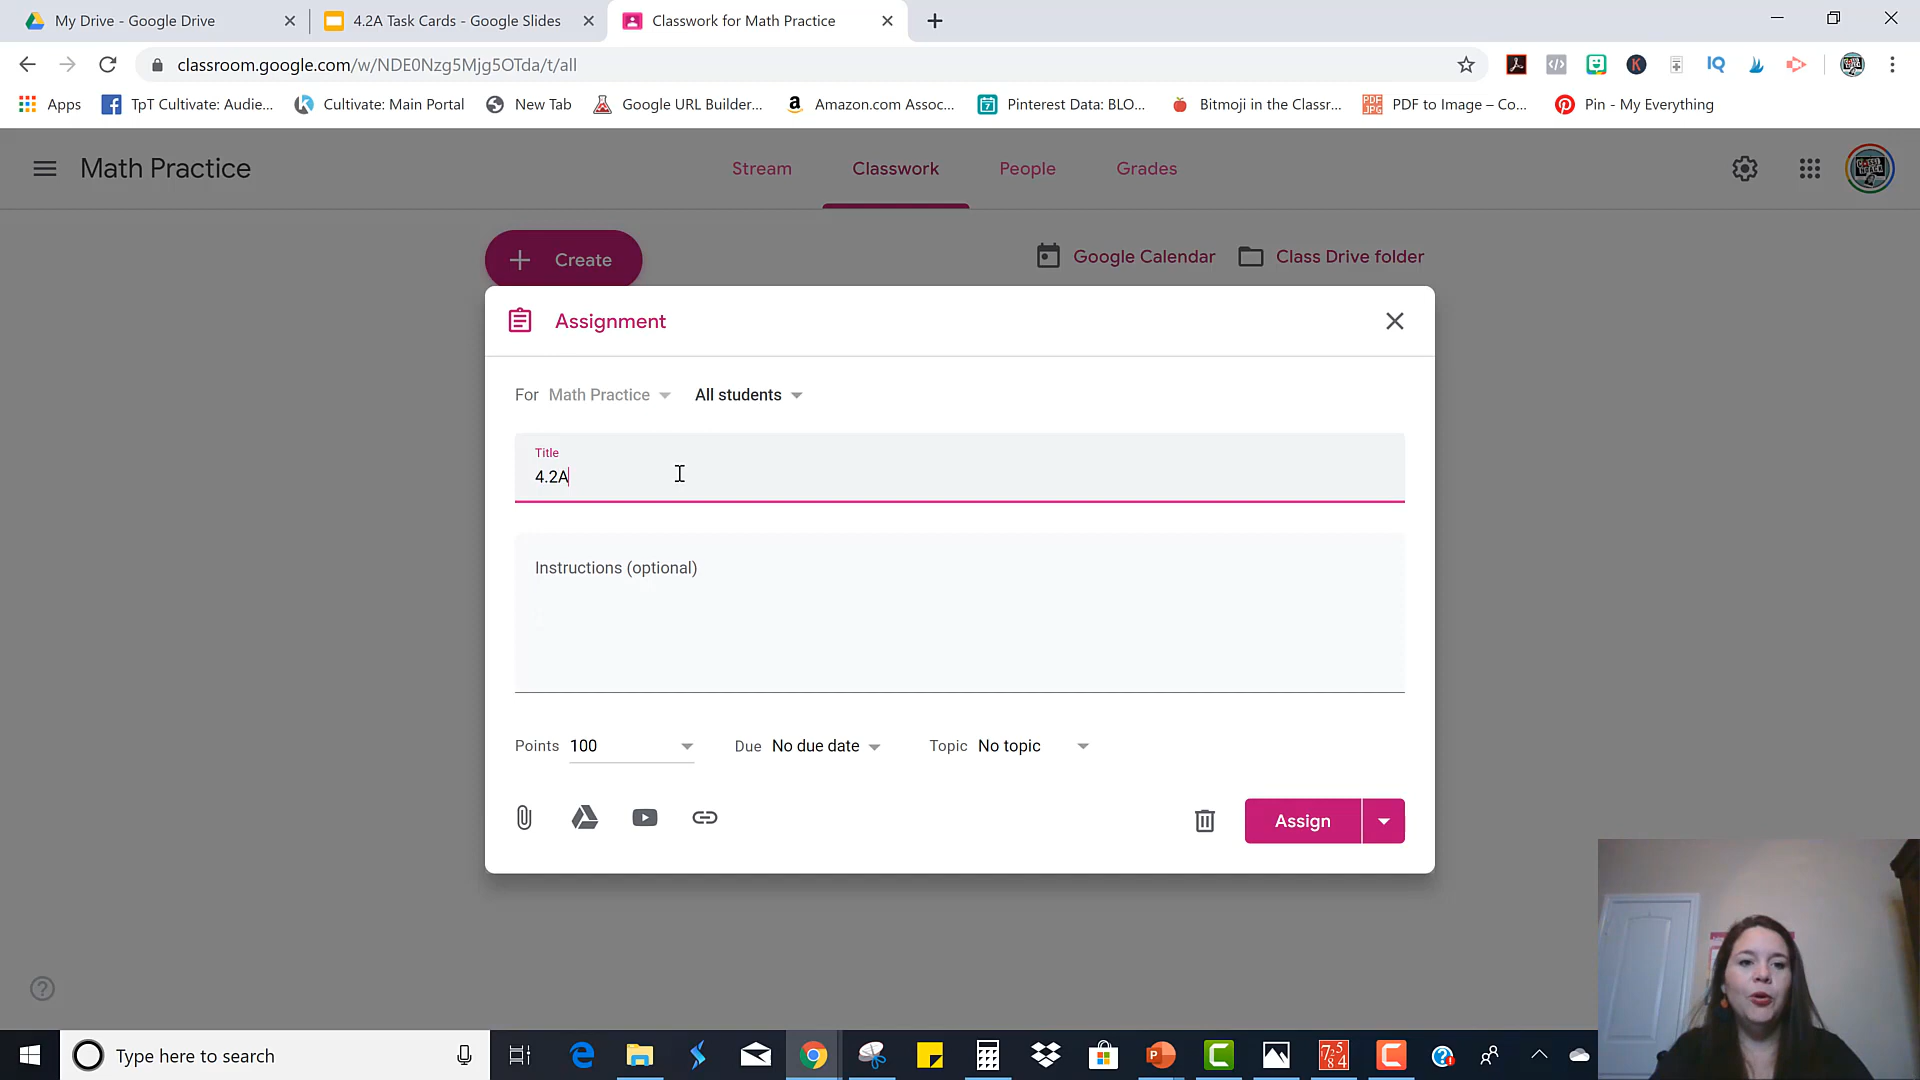 My Drive - Google Drive
4.2A Task Cards - Google Slides
Classwork for Math Practice
classroom.google.com/w/NDE0Nzg5Mjg5OTda/t/all
Apps
TpT Cultivate: Audie...
Cultivate: Main Portal
New Tab
Google URL Builder...
Amazon.com Assoc...
Pinterest Data: BLO...
Bitmoji in the Classr...
PDF to Image – Co...
Pin - My Everything
Math Practice
Stream
Classwork
People
Grades
Create
Google Calendar
Class Drive folder
Assignment
For Math Practice
All students
Title
4.2A
Instructions (optional)
Points 100
Due No due date
Topic No topic
Assign
Type here to search